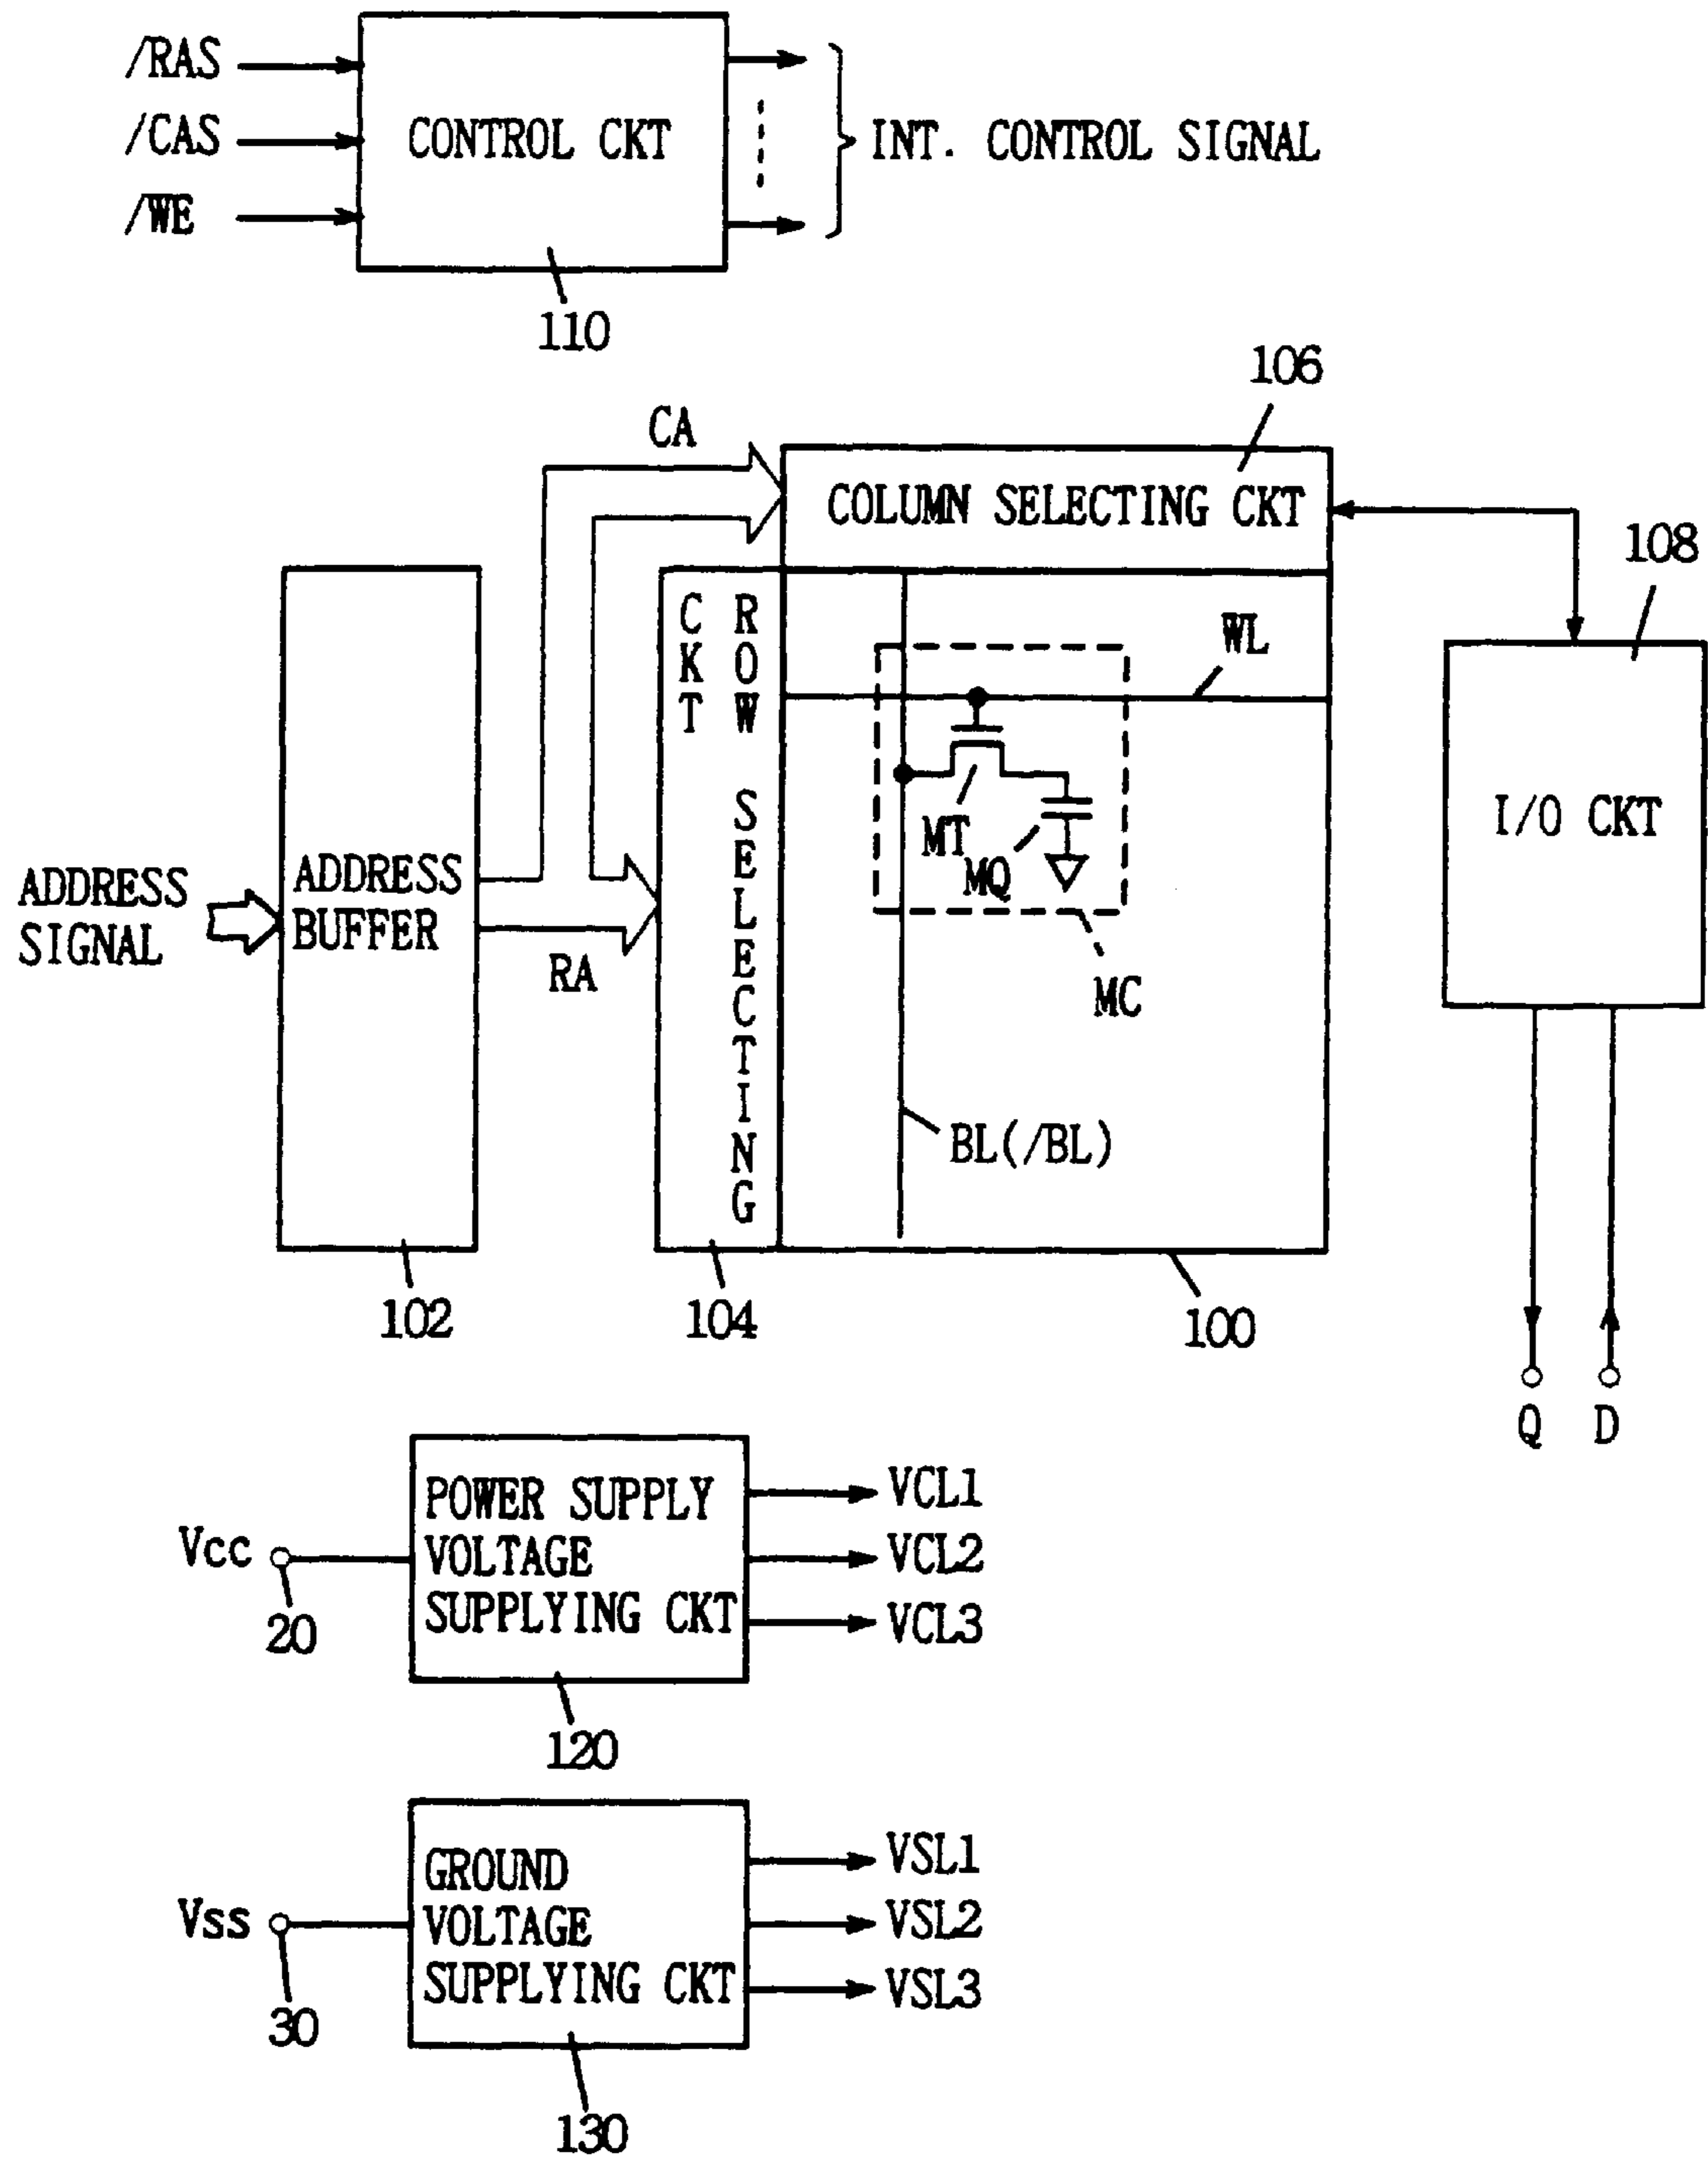 /RAS
/CAS
/WE
CONTROL CKT
INT. CONTROL SIGNAL
110
106
CA
COLUMN SELECTING CKT
108
ROW SELECTING
CKT
WL
MT
MQ
MC
I/O CKT
ADDRESS
SIGNAL
ADDRESS
BUFFER
RA
BL(/BL)
102
104
100
Q
D
Vcc
20
POWER SUPPLY
VOLTAGE
SUPPLYING CKT
VCL1
VCL2
VCL3
120
Vss
30
GROUND
VOLTAGE
SUPPLYING CKT
VSL1
VSL2
VSL3
130